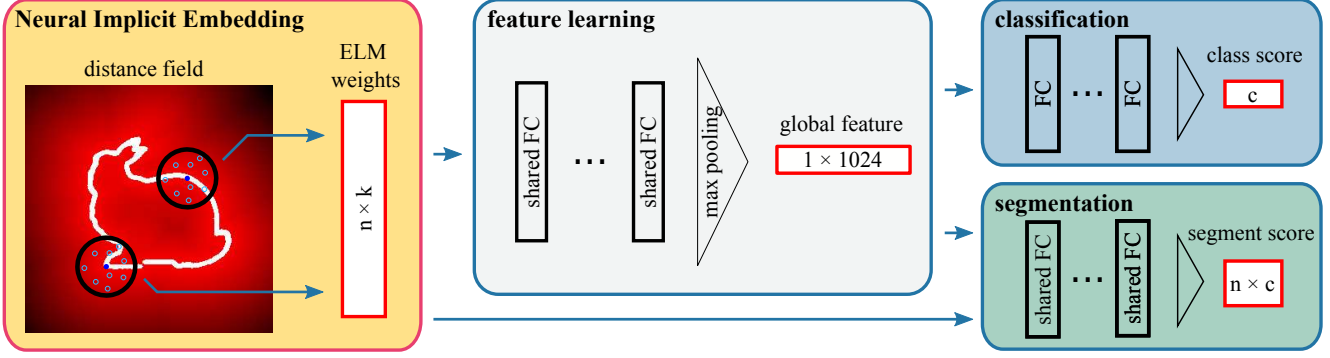 Neural Implicit Embedding
distance field
ELM
weights
n × k
feature learning
shared FC
...
shared FC
max pooling
global feature
1 × 1024
classification
FC
...
FC
class score
c
segmentation
shared FC
...
shared FC
segment score
n × c